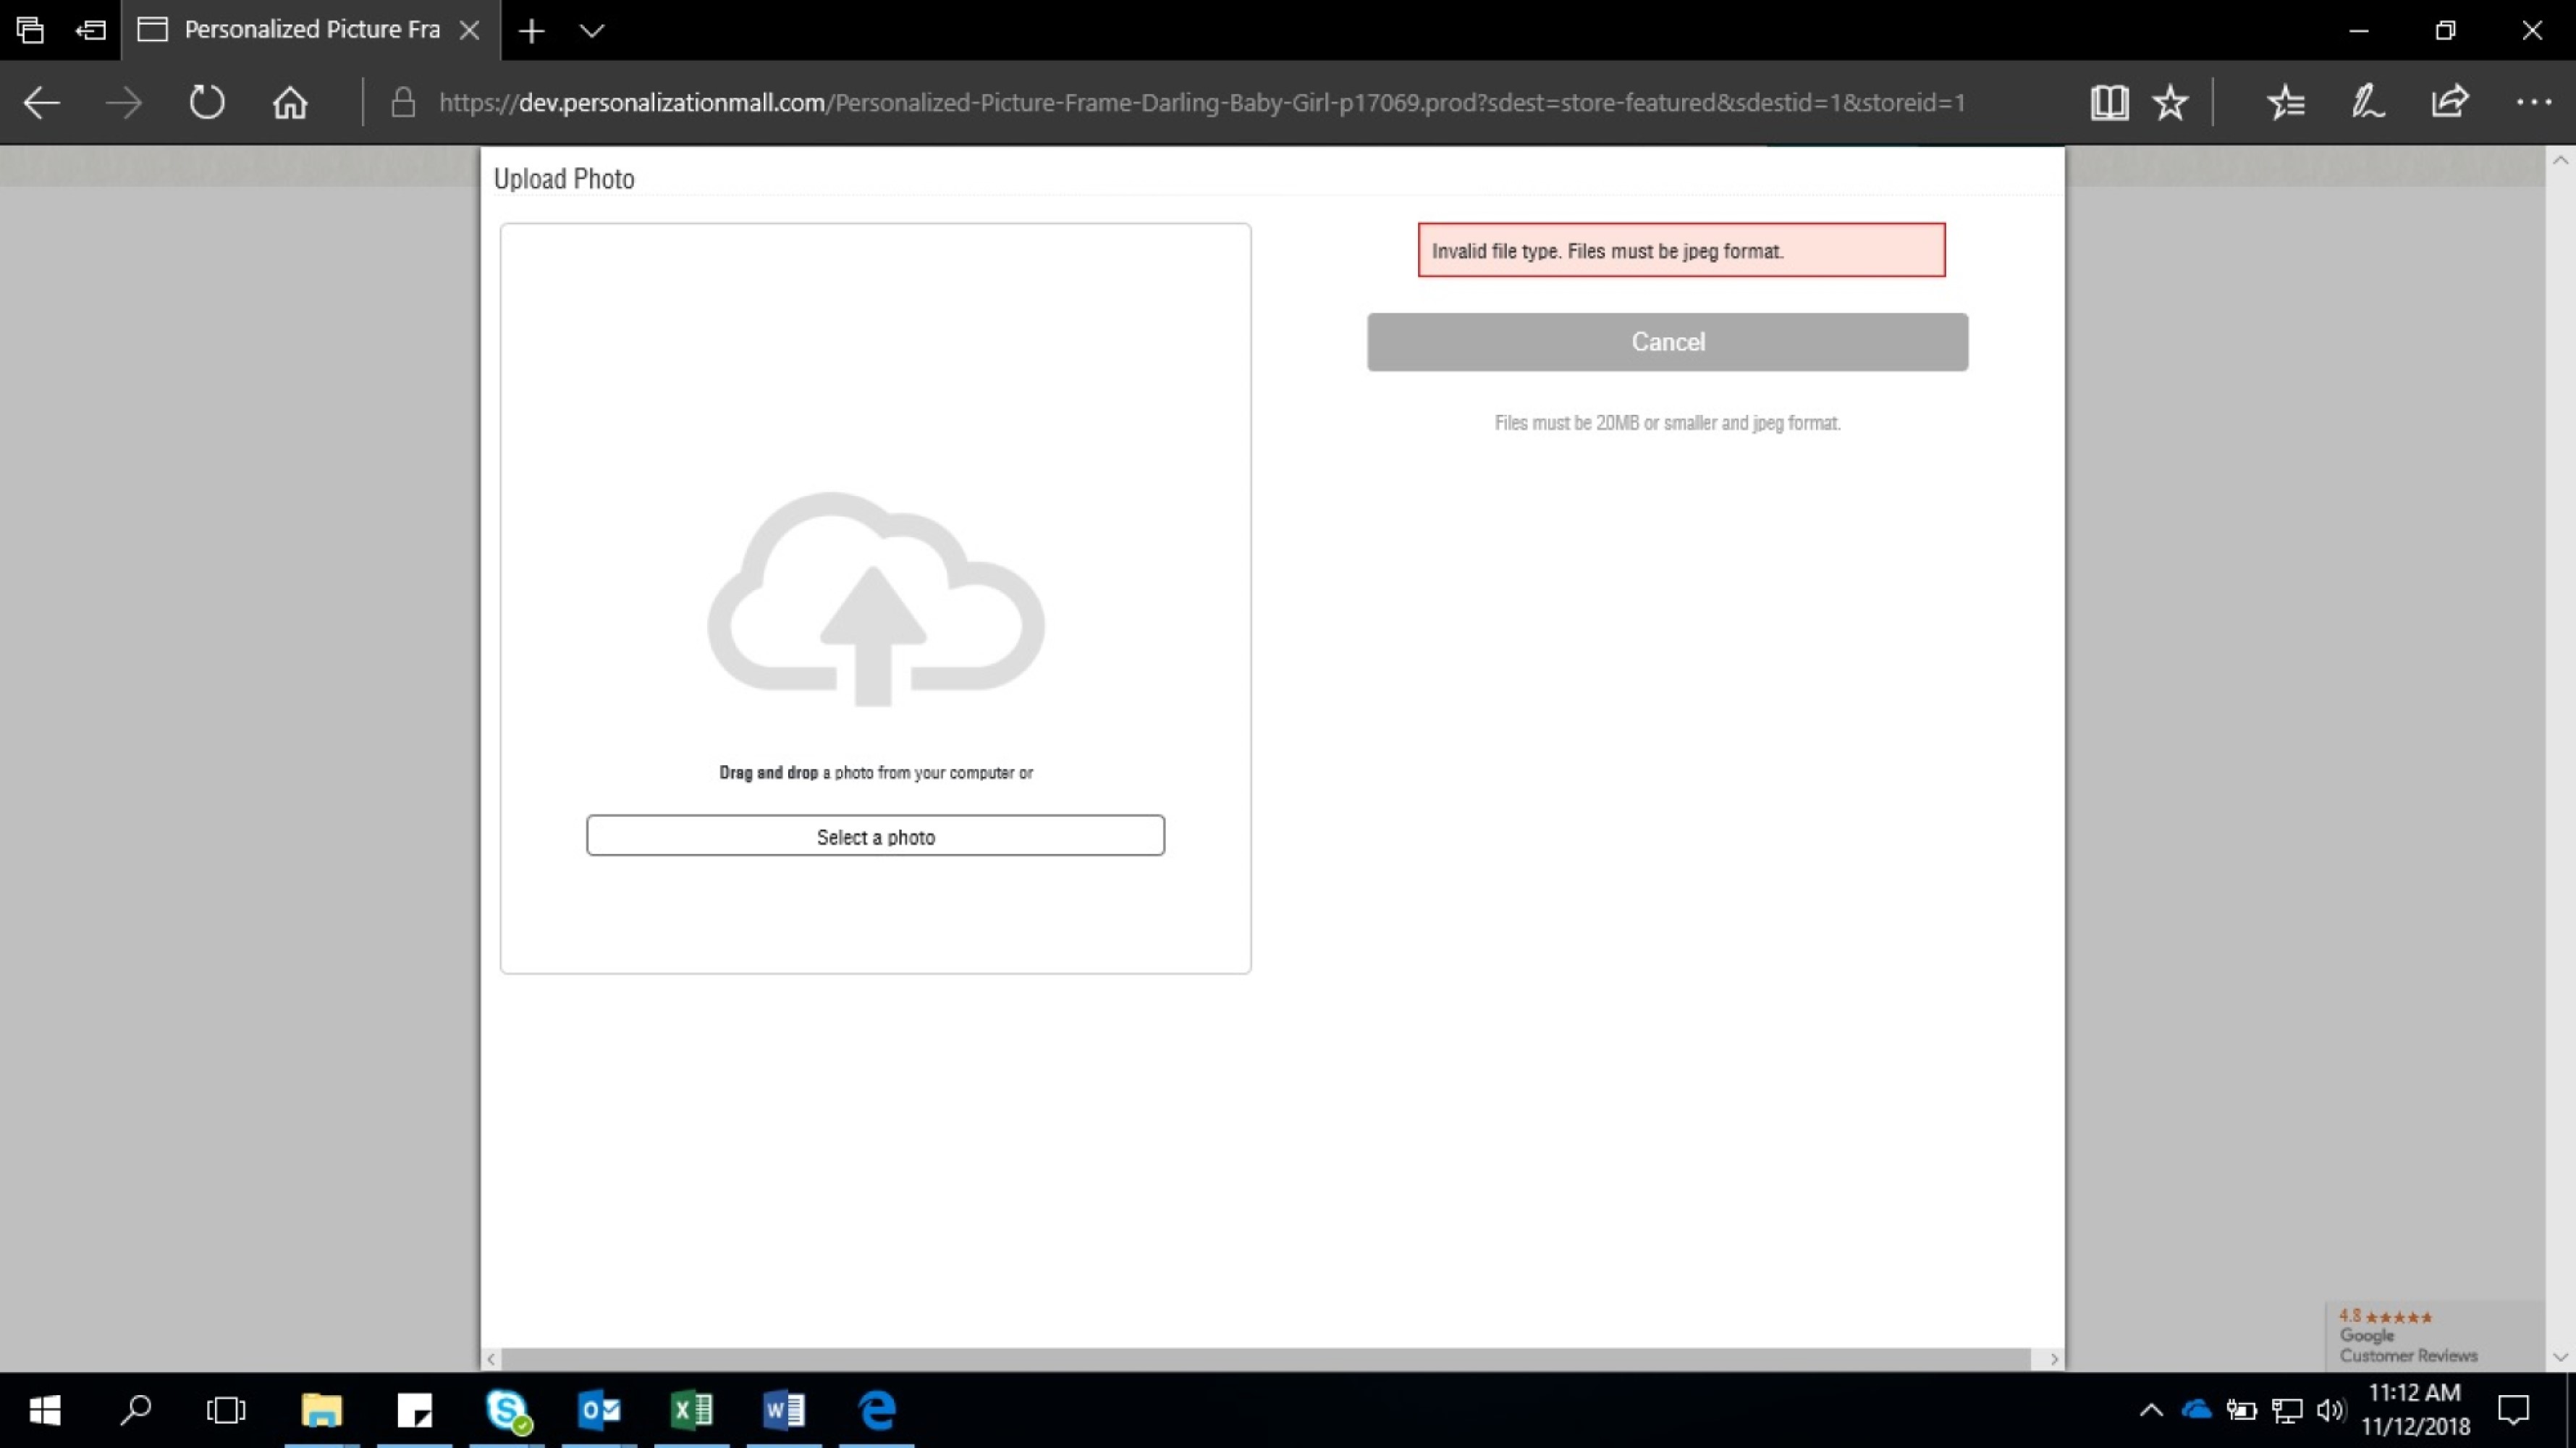 Personalized Picture Fra
https://dev.personalizationmall.com/Personalized-Picture-Frame-Darling-Baby-Girl-p17069.prod?sdest=store-featured&sdestid=1&storeid=1
Upload Photo
Invalid file type. Files must be jpeg format.
Cancel
Files must be 20MB or smaller and jpeg format.
Drag and drop a photo from your computer or
Select a photo
4.8 ★★★★★
Google
Customer Reviews
11:12 AM
11/12/2018